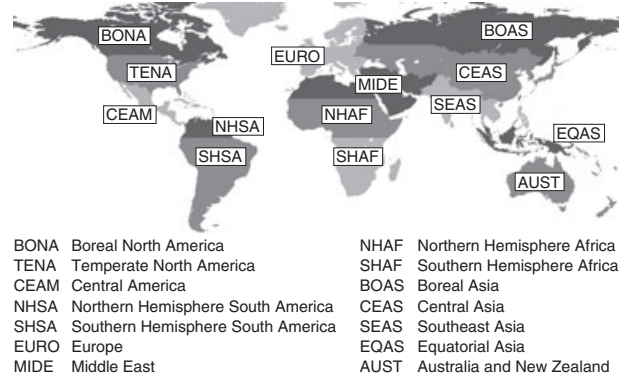 BONA
BOAS
EURO
TENA
CEAS
MIDE
SEAS
CEAM
NHAF
NHSA
EQAS
SHSA
SHAF
AUST
BONA Boreal North America
TENA Temperate North America
CEAM Central America
NHSA Northern Hemisphere South America
SHSA Southern Hemisphere South America
EURO Europe
MIDE Middle East
NHAF Northern Hemisphere Africa
SHAF Southern Hemisphere Africa
BOAS Boreal Asia
CEAS Central Asia
SEAS Southeast Asia
EQAS Equatorial Asia
AUST Australia and New Zealand